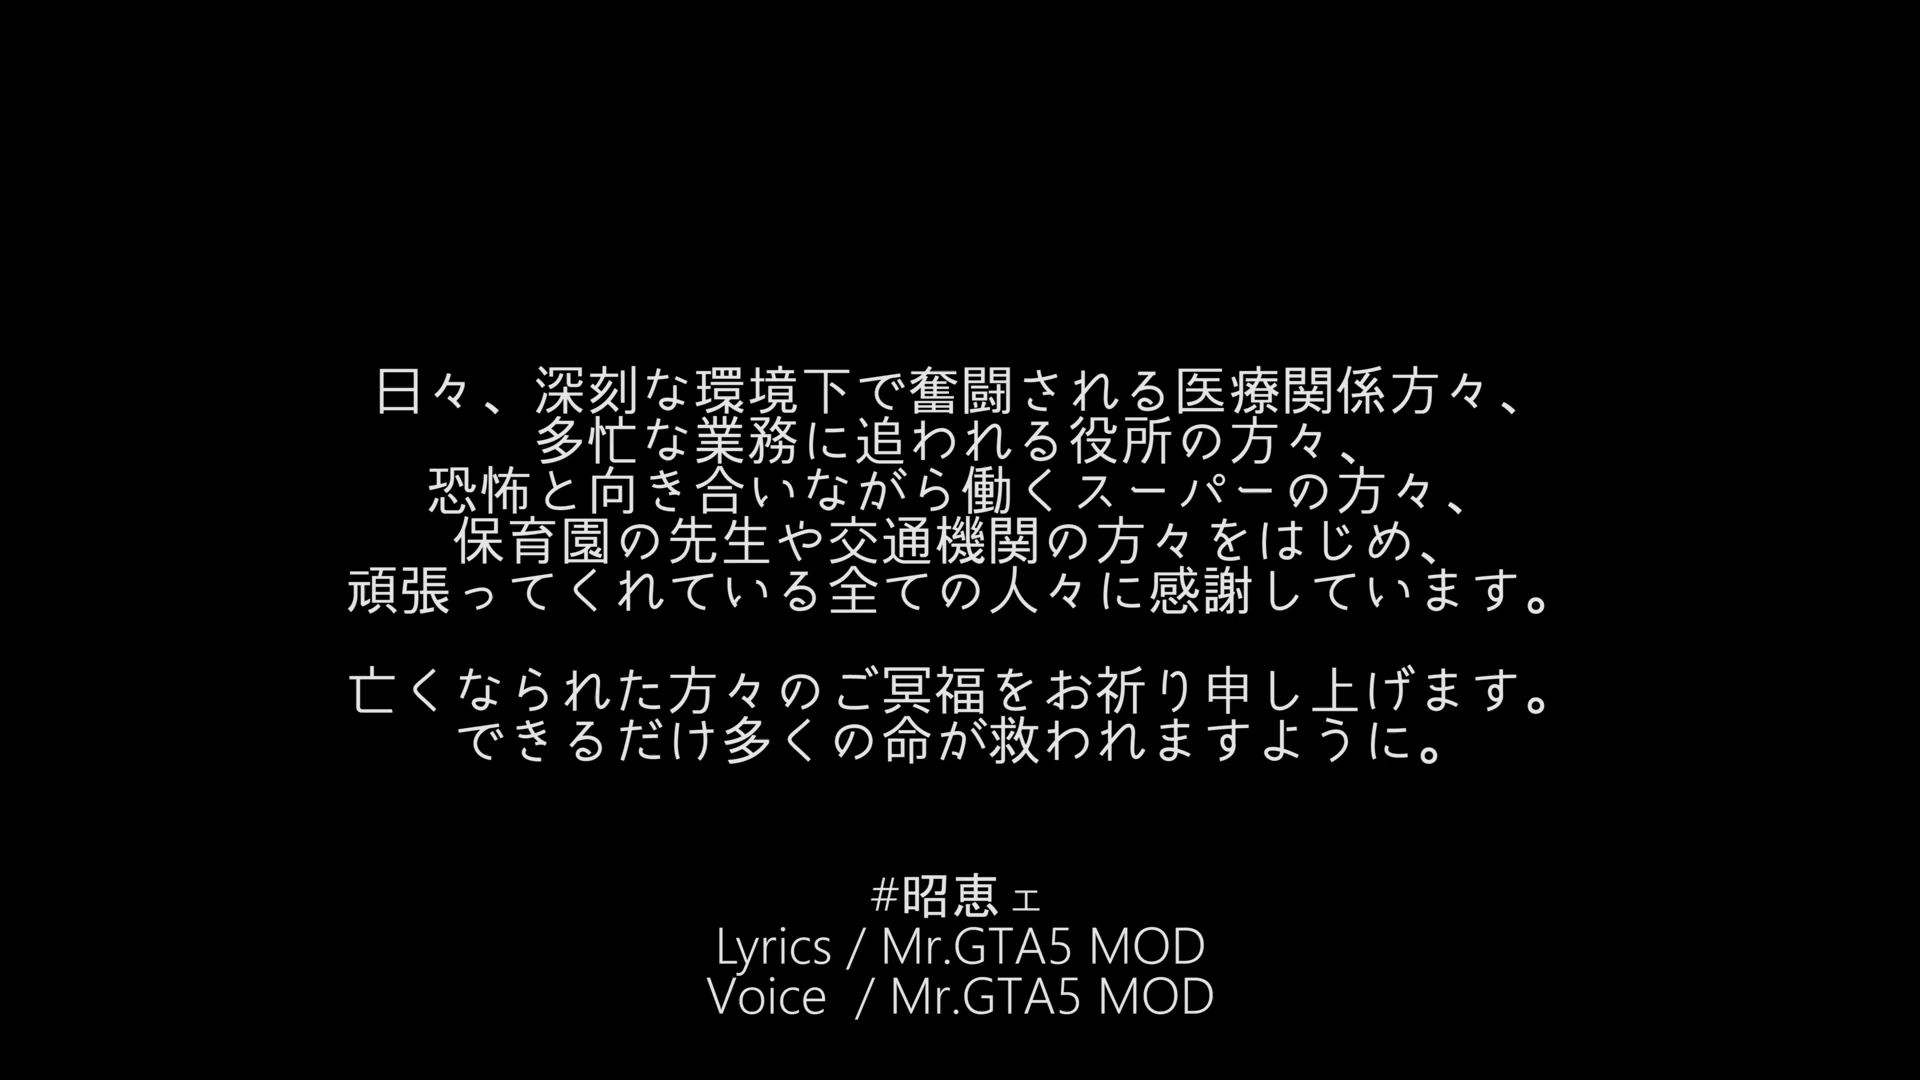 日々、深刻な環境下で奮闘される医療関係方々、
多忙な業務に追われる役所の方々、
恐怖と向き合いながら働くスーパーの方々、
保育園の先生や交通機関の方々をはじめ、
頑張ってくれている全ての人々に感謝しています。
亡くなられた方々のご冥福をお祈り申し上げます。
できるだけ多くの命が救われますように。
#昭恵ェ
Lyrics / Mr.GTA5 MOD
Voice / Mr.GTA5 MOD